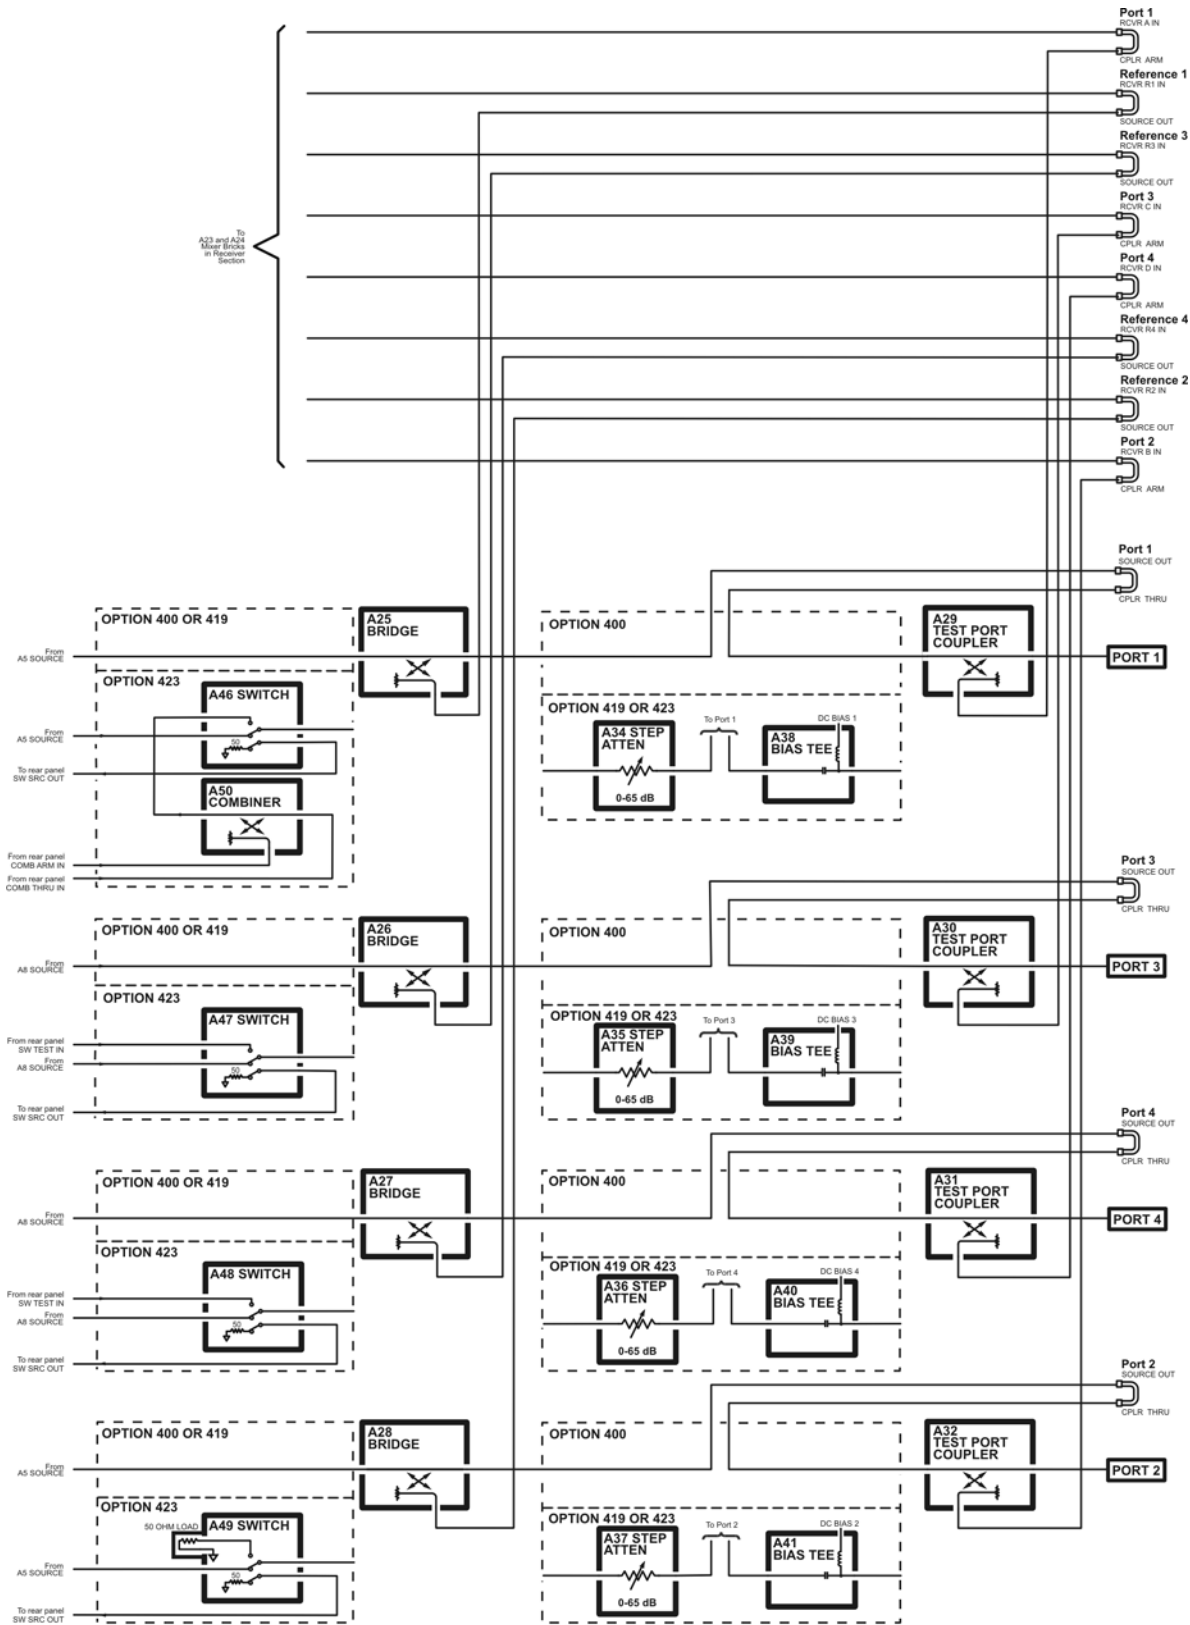 Port 1
RCVR A IN
CPLR ARM
Reference 1
RCVR R1 IN
SOURCE OUT
Reference 3
RCVR R3 IN
SOURCE OUT
Port 3
RCVR C IN
CPLR ARM
Port 4
RCVR D IN
CPLR ARM
Reference 4
RCVR R4 IN
SOURCE OUT
Reference 2
RCVR R2 IN
SOURCE OUT
Port 2
RCVR B IN
CPLR ARM
To
A23 and A24
Mixer Bricks
in Receiver
Section
Port 1
SOURCE OUT
CPLR THRU
OPTION 400 OR 419
From
A5 SOURCE
A25
BRIDGE
OPTION 400
A29
TEST PORT
COUPLER
PORT 1
OPTION 423
A46 SWITCH
From
A5 SOURCE
50
To rear panel
SW SRC OUT
A50
COMBINER
From rear panel
COMB ARM IN
From rear panel
COMB THRU IN
OPTION 419 OR 423
A34 STEP
ATTEN
0-65 dB
To Port 1
DC BIAS 1
A38
BIAS TEE
Port 3
SOURCE OUT
CPLR THRU
OPTION 400 OR 419
From
A8 SOURCE
A26
BRIDGE
OPTION 400
A30
TEST PORT
COUPLER
PORT 3
OPTION 423
A47 SWITCH
From rear panel
SW TEST IN
From
A8 SOURCE
50
To rear panel
SW SRC OUT
OPTION 419 OR 423
A35 STEP
ATTEN
0-65 dB
To Port 3
DC BIAS 3
A39
BIAS TEE
Port 4
SOURCE OUT
CPLR THRU
OPTION 400 OR 419
From
A8 SOURCE
A27
BRIDGE
OPTION 400
A31
TEST PORT
COUPLER
PORT 4
OPTION 423
A48 SWITCH
From rear panel
SW TEST IN
From
A8 SOURCE
50
To rear panel
SW SRC OUT
OPTION 419 OR 423
A36 STEP
ATTEN
0-65 dB
To Port 4
DC BIAS 4
A40
BIAS TEE
Port 2
SOURCE OUT
CPLR THRU
OPTION 400 OR 419
From
A5 SOURCE
A28
BRIDGE
OPTION 400
A32
TEST PORT
COUPLER
PORT 2
OPTION 423
50 OHM LOAD
A49 SWITCH
From
A5 SOURCE
50
To rear panel
SW SRC OUT
OPTION 419 OR 423
A37 STEP
ATTEN
0-65 dB
To Port 2
DC BIAS 2
A41
BIAS TEE